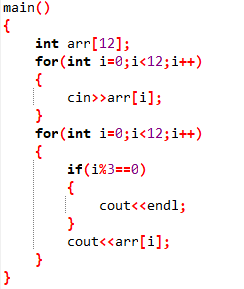 main()
{
    int arr[12];
    for(int i=0;i<12;i++)
    {
        cin>>arr[i];
    }
    for(int i=0;i<12;i++)
    {
        if(i%3==0)
        {
            cout<<endl;
        }
        cout<<arr[i];
    }
}